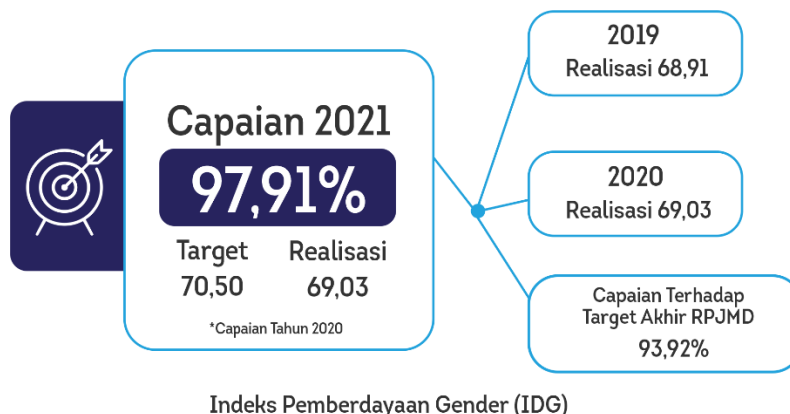 Capaian 2021
97,91%
Target
70,50
Realisasi
69,03
*Capaian Tahun 2020
2019
Realisasi 68,91
2020
Realisasi 69,03
Capaian Terhadap
Target Akhir RPJMD
93,92%
Indeks Pemberdayaan Gender (IDG)